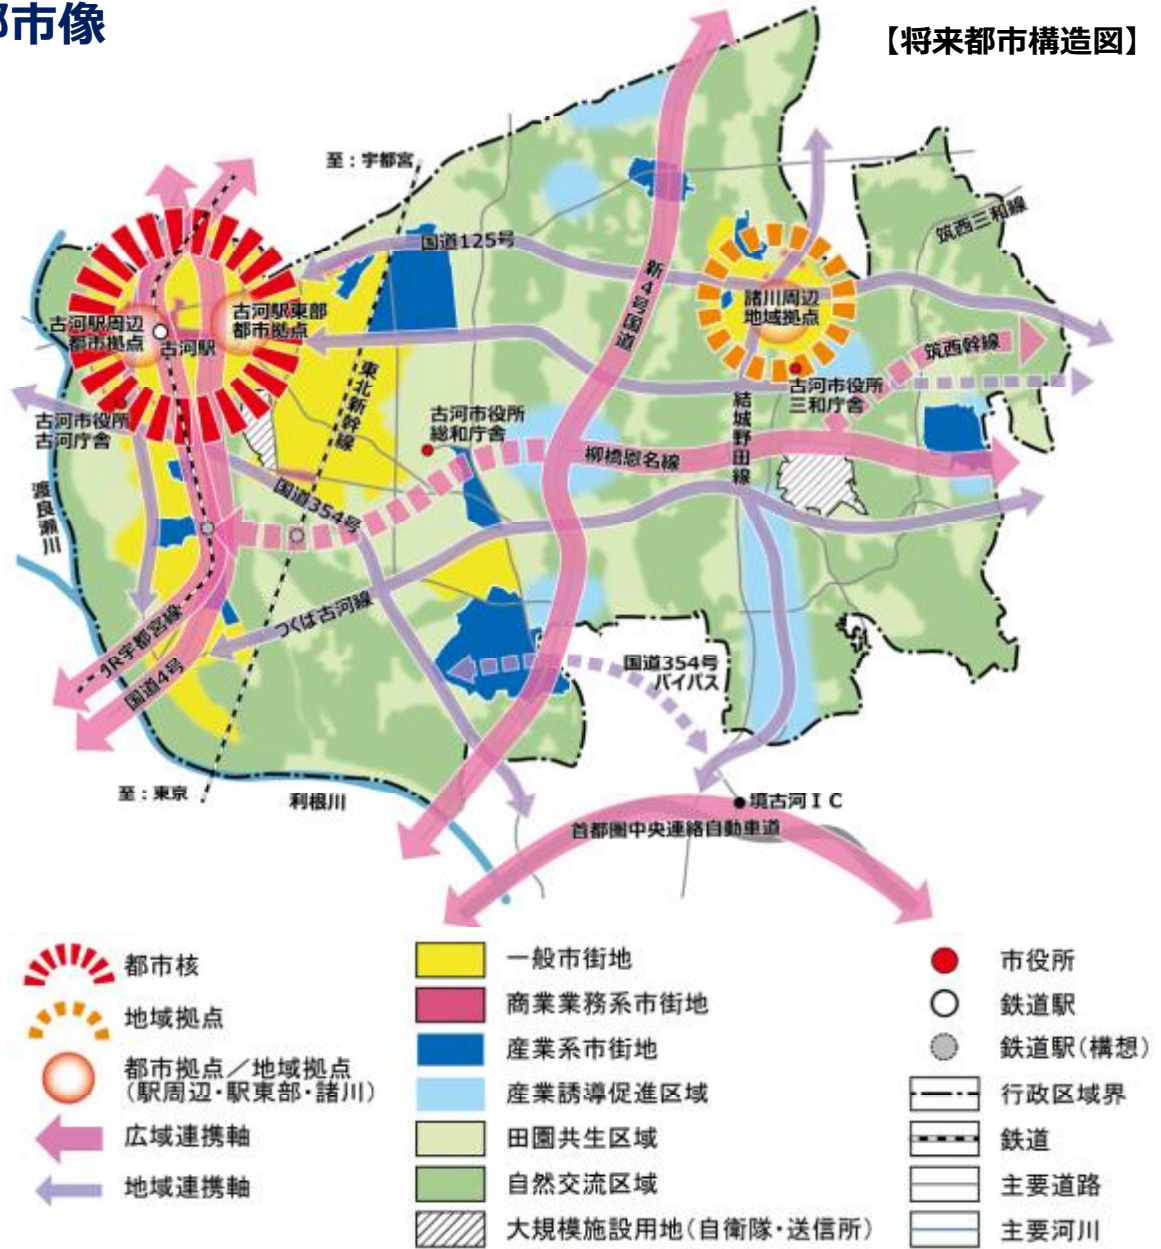 都市像
【将来都市構造図】
至：宇都宮
国道125号
筑西三和線
新4号国道
諸川周辺
地域拠点
古河駅周辺
都市拠点
古河駅
古河駅東部
都市拠点
東北新幹線
筑西幹線
古河市役所
三和庁舎
古河市役所
古河庁舎
古河市役所
総和庁舎
結城野田線
柳橋恩名線
渡良瀬川
国道354号
つくば古河線
JR宇都宮線
国道4号
国道354号
バイパス
至：東京
利根川
境古河ＩＣ
首都圏中央連絡自動車道
都市核
地域拠点
都市拠点／地域拠点
（駅周辺・駅東部・諸川）
広域連携軸
地域連携軸
一般市街地
商業業務系市街地
産業系市街地
産業誘導促進区域
田園共生区域
自然交流区域
大規模施設用地（自衛隊・送信所）
市役所
鉄道駅
鉄道駅（構想）
行政区域界
鉄道
主要道路
主要河川